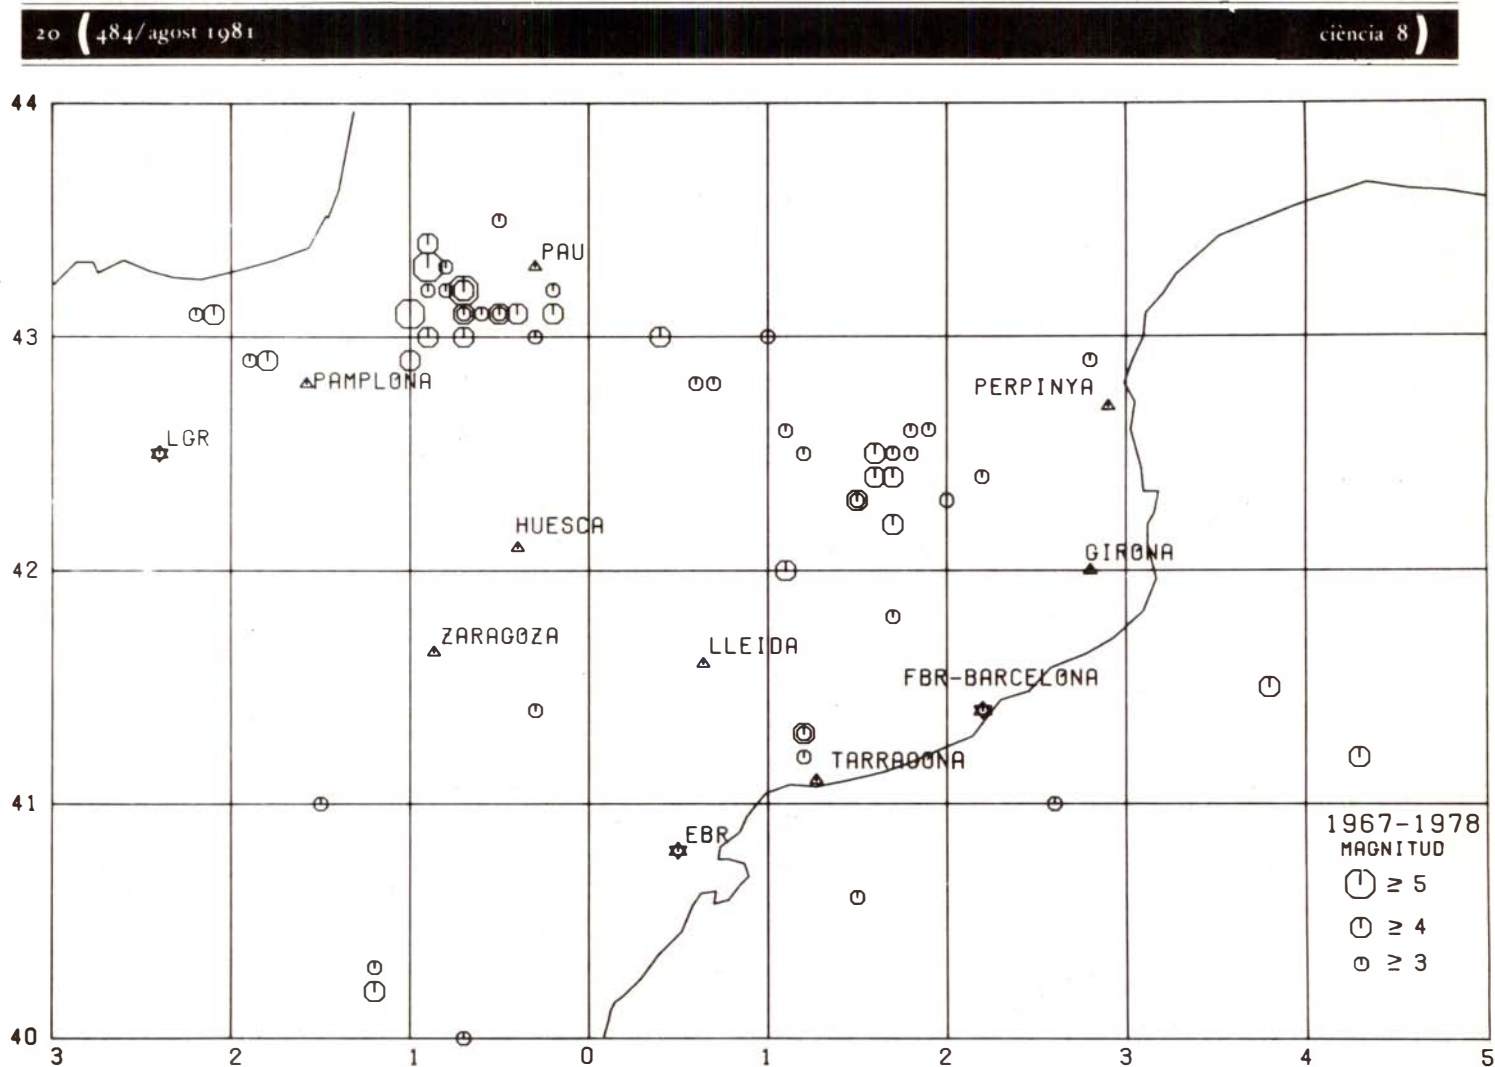 20 (484/agost 1981
ciència 8)
44
PAU
43
PAMPLONA
PERPINYA
LGR
HUESCA
GIRONA
42
ZARAGOZA
LLEIDA
FBR-BARCELONA
TARRAGONA
41
EBR
1967-1978
MAGNITUD
≥ 5
≥ 4
≥ 3
40
3 2 1 0 1 2 3 4 5